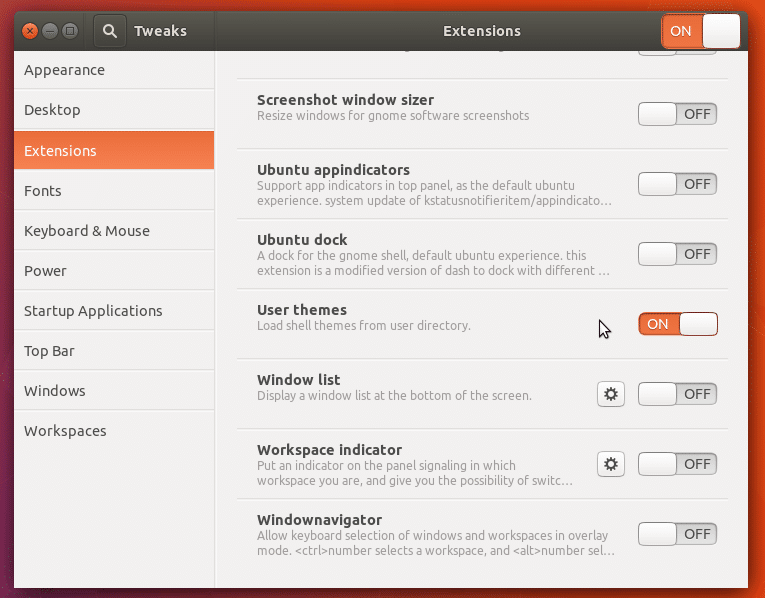 Tweaks
Extensions
ON
Appearance
Desktop
Extensions
Fonts
Keyboard & Mouse
Power
Startup Applications
Top Bar
Windows
Workspaces
Screenshot window sizer
Resize windows for gnome software screenshots
OFF
Ubuntu appindicators
Support app indicators in top panel, as the default ubuntu
experience. system update of kstatusnotifieritem/appindicato…
OFF
Ubuntu dock
A dock for the gnome shell, default ubuntu experience. this
extension is a modified version of dash to dock with different …
OFF
User themes
Load shell themes from user directory.
ON
Window list
Display a window list at the bottom of the screen.
OFF
Workspace indicator
Put an indicator on the panel signaling in which
workspace you are, and give you the possibility of switc…
OFF
Windownavigator
Allow keyboard selection of windows and workspaces in overlay
mode. <ctrl>number selects a workspace, and <alt>number sel…
OFF